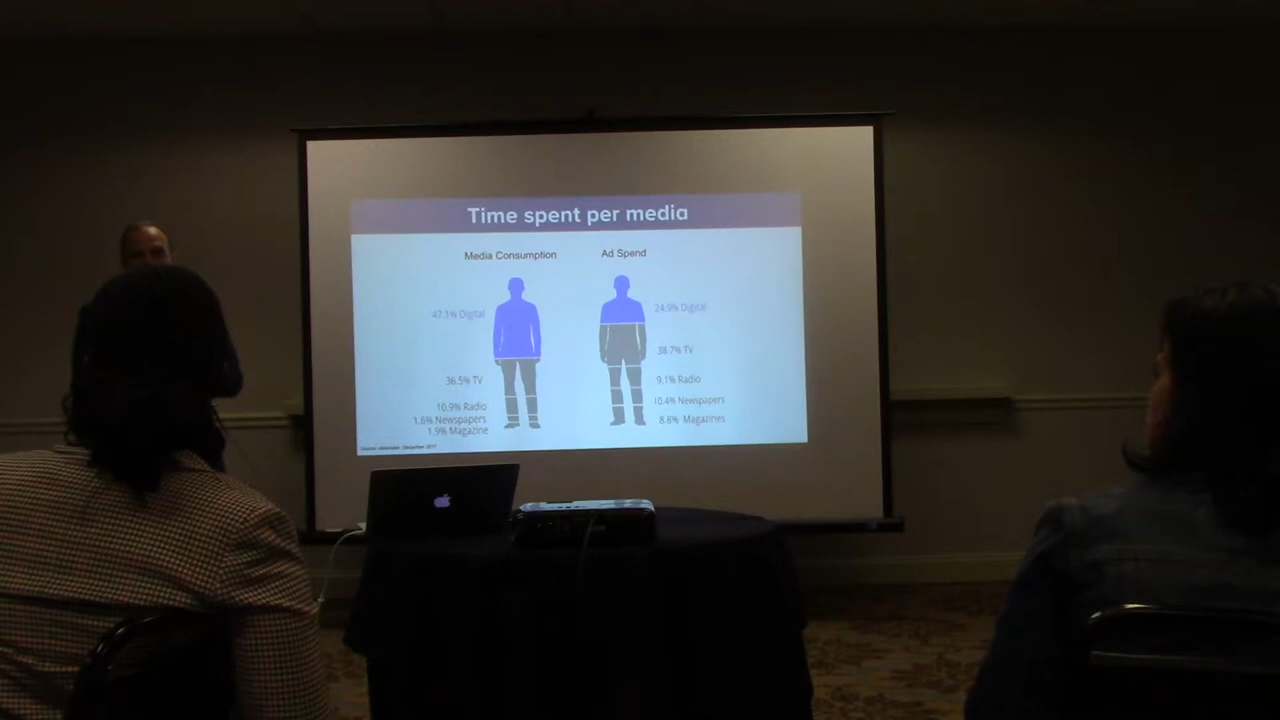 Time spent per media
Media Consumption
Ad Spend
47.1% Digital
24.9% Digital
38.7% TV
36.5% TV
9.1% Radio
10.9% Radio
10.4% Newspapers
1.6% Newspapers
8.8% Magazines
1.9% Magazine